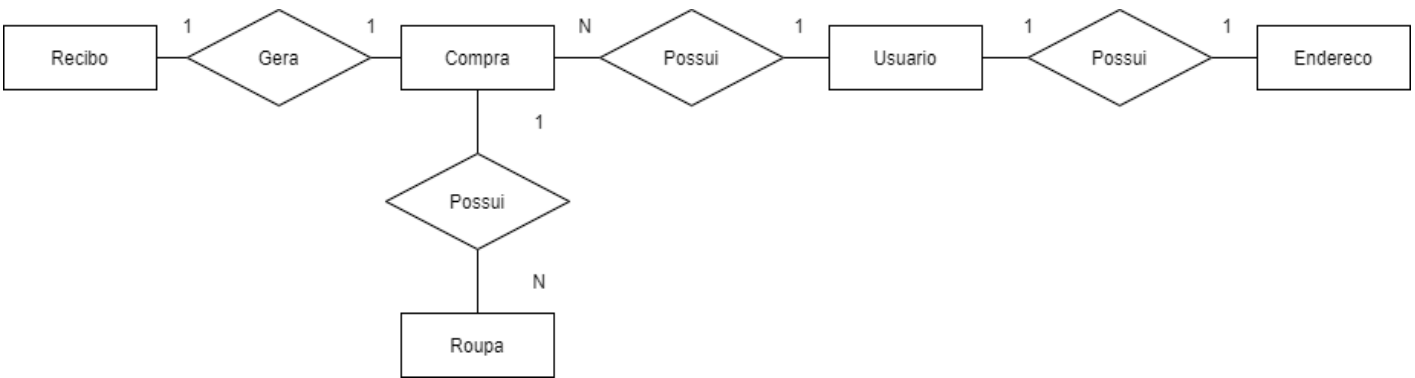 1
1
N
1
1
1
Recibo
Gera
Compra
Possui
Usuario
Possui
Endereco
1
Possui
N
Roupa